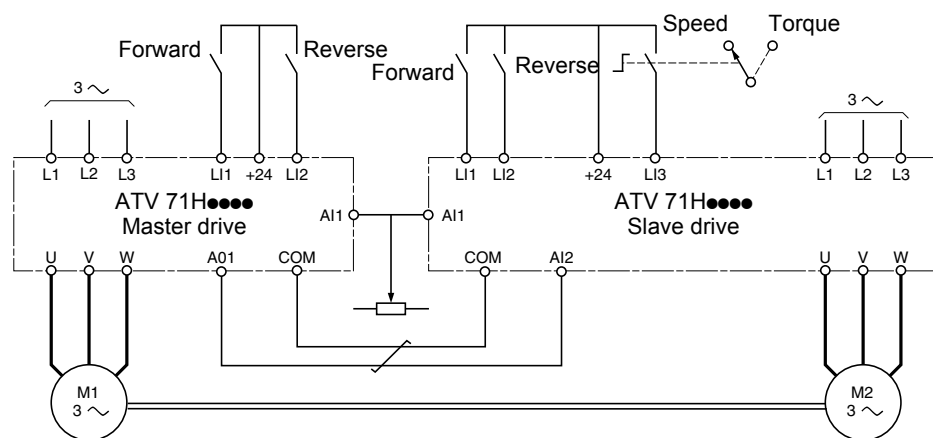 Speed Torque
Forward Reverse
Forward Reverse
3 ~
3 ~
L1 L2 L3 LI1 +24 LI2
LI1 LI2 +24 LI3 L1 L2 L3
ATV 71H●●●●
Master drive
AI1
AI1
ATV 71H●●●●
Slave drive
U V W A01 COM
COM AI2 U V W
M1
3 ~
M2
3 ~